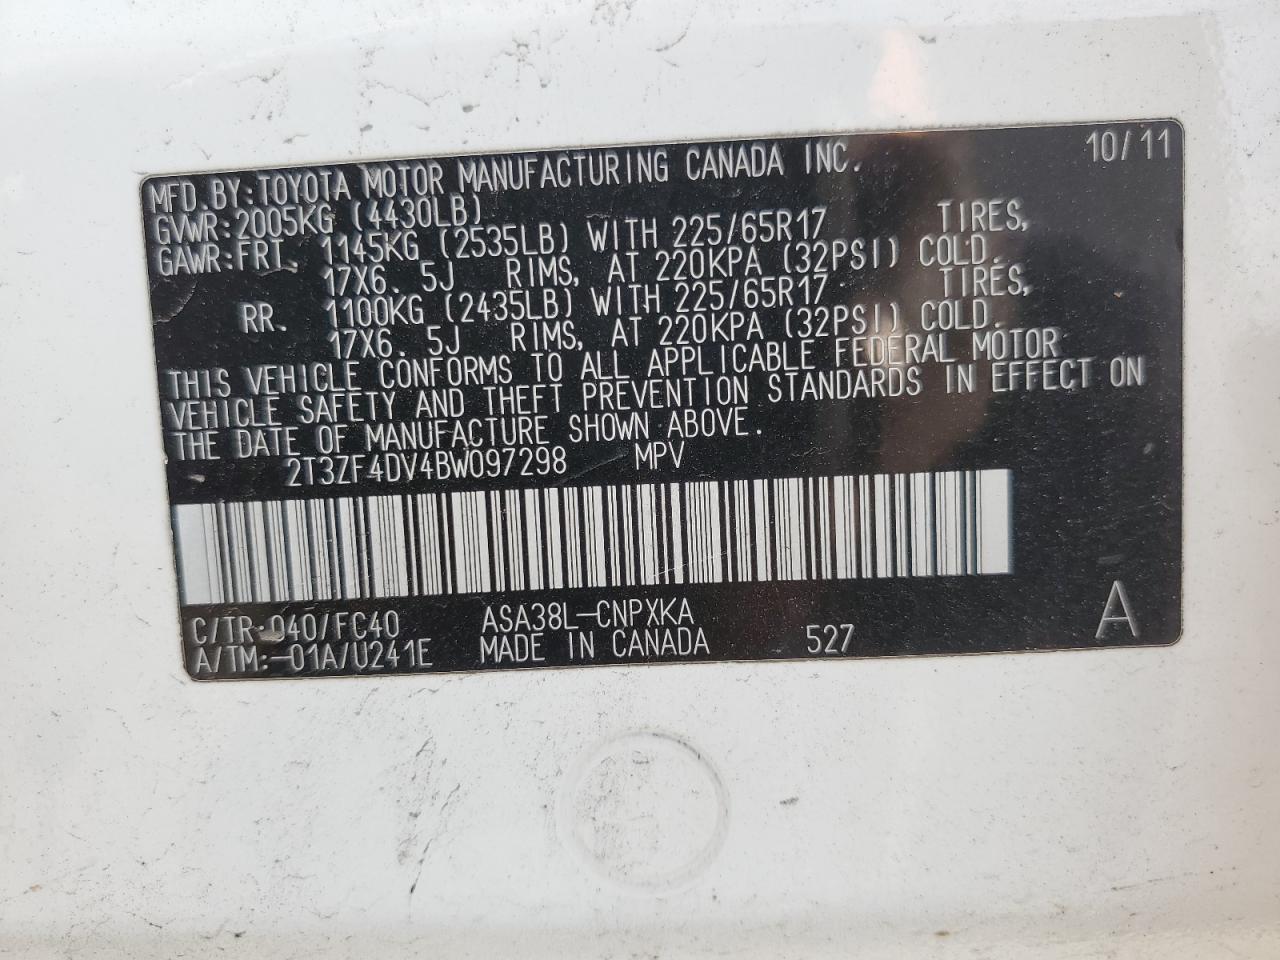 10/11
MFD.BY:TOYOTA MOTOR MANUFACTURING CANADA INC.
GVWR:2005KG (4430LB)
GAWR:FRT. 1145KG (2535LB) WITH 225/65R17 TIRES,
17X6. 5J RIMS, AT 220KPA (32PSI) COLD.
RR. 1100KG (2435LB) WITH 225/65R17 TIRES,
17X6. 5J RIMS, AT 220KPA (32PSI) COLD.
THIS VEHICLE CONFORMS TO ALL APPLICABLE FEDERAL MOTOR
VEHICLE SAFETY AND THEFT PREVENTION STANDARDS IN EFFECT ON
THE DATE OF MANUFACTURE SHOWN ABOVE.
2T3ZF4DV4BW097298 MPV
C/TR:040/FC40 ASA38L-CNPXKA
A/TM:-01A/U241E MADE IN CANADA 527 A